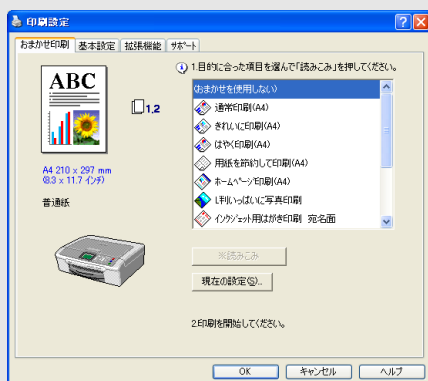 印刷設定
おまかせ印刷 基本設定 拡張機能 サポート
1.目的に合った項目を選んで「読みこみ」を押してください。
ABC
1,2
A4 210 x 297 mm
(8.3 x 11.7 インチ)
普通紙
(おまかせを使用しない)
通常印刷(A4)
きれいに印刷(A4)
はやく印刷(A4)
用紙を節約して印刷(A4)
ホームページ印刷(A4)
L判いっぱいに写真印刷
インクジェット用はがき印刷 宛名面
※読みこみ
現在の設定(S)..
2.印刷を開始してください。
OK キャンセル ヘルプ